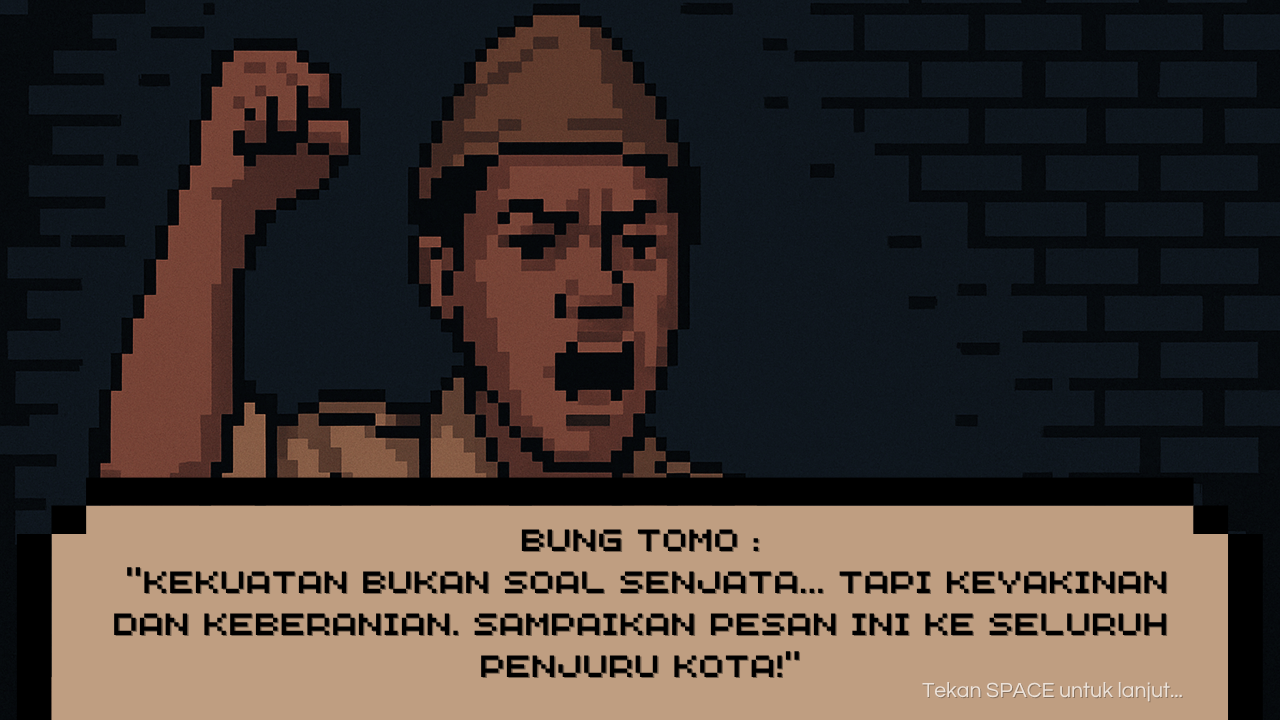 BUNG TOMO :
"KEKUATAN BUKAN SOAL SENJATA... TAPI KEYAKINAN
DAN KEBERANIAN. SAMPAIKAN PESAN INI KE SELURUH
PENJURU KOTA!"
Tekan SPACE untuk lanjut...